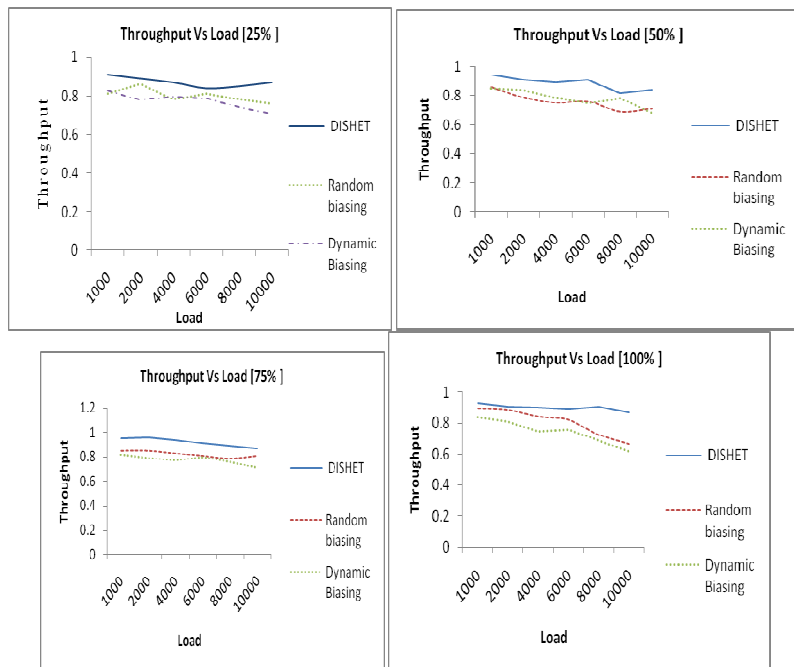 Throughput Vs Load [25% ]
Throughput
1
0.8
0.6
0.4
0.2
0
1000
2000
4000
6000
8000
10000
Load
DISHET
Random
biasing
Dynamic
Biasing
Throughput Vs Load [50% ]
Throughput
1
0.8
0.6
0.4
0.2
0
1000
2000
4000
6000
8000
10000
Load
DISHET
Random
biasing
Dynamic
Biasing
Throughput Vs Load [75% ]
Throughput
1.2
1
0.8
0.6
0.4
0.2
0
1000
2000
4000
6000
8000
10000
Load
DISHET
Random
biasing
Dynamic
Biasing
Throughput Vs Load [100% ]
Throughput
1
0.8
0.6
0.4
0.2
0
1000
2000
4000
6000
8000
10000
Load
DISHET
Random
biasing
Dynamic
Biasing